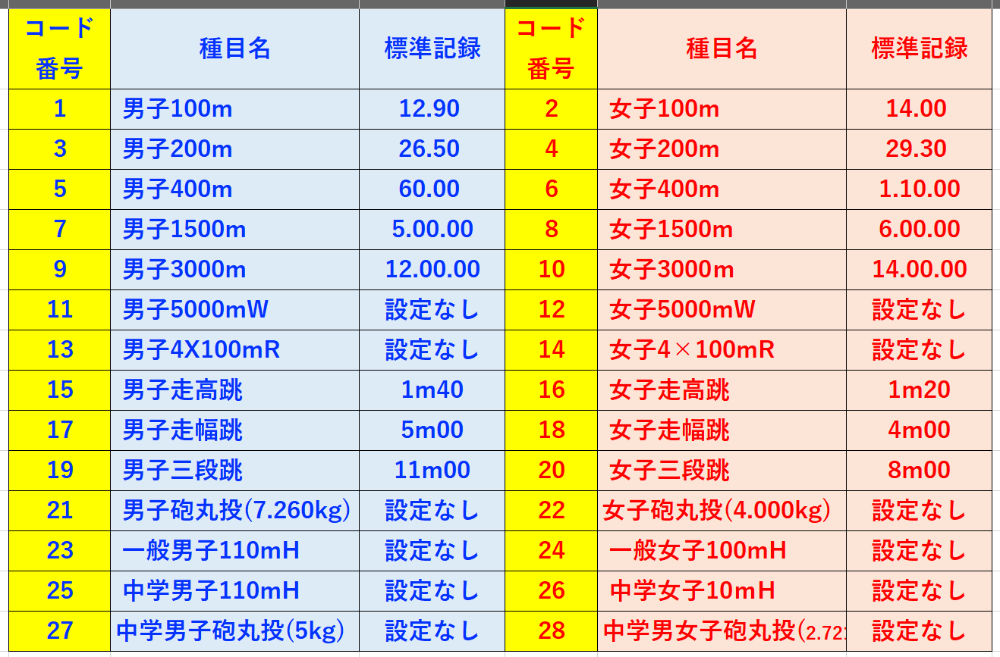 コード番号 種目名 標準記録 コード番号 種目名 標準記録
1 男子100m 12.90 2 女子100m 14.00
3 男子200m 26.50 4 女子200m 29.30
5 男子400m 60.00 6 女子400m 1.10.00
7 男子1500m 5.00.00 8 女子1500m 6.00.00
9 男子3000m 12.00.00 10 女子3000m 14.00.00
11 男子5000mW 設定なし 12 女子5000mW 設定なし
13 男子4X100mR 設定なし 14 女子4×100mR 設定なし
15 男子走高跳 1m40 16 女子走高跳 1m20
17 男子走幅跳 5m00 18 女子走幅跳 4m00
19 男子三段跳 11m00 20 女子三段跳 8m00
21 男子砲丸投(7.260kg) 設定なし 22 女子砲丸投(4.000kg) 設定なし
23 一般男子110mH 設定なし 24 一般女子100mH 設定なし
25 中学男子110mH 設定なし 26 中学女子10mH 設定なし
27 中学男子砲丸投(5kg) 設定なし 28 中学男女子砲丸投(2.72 設定なし